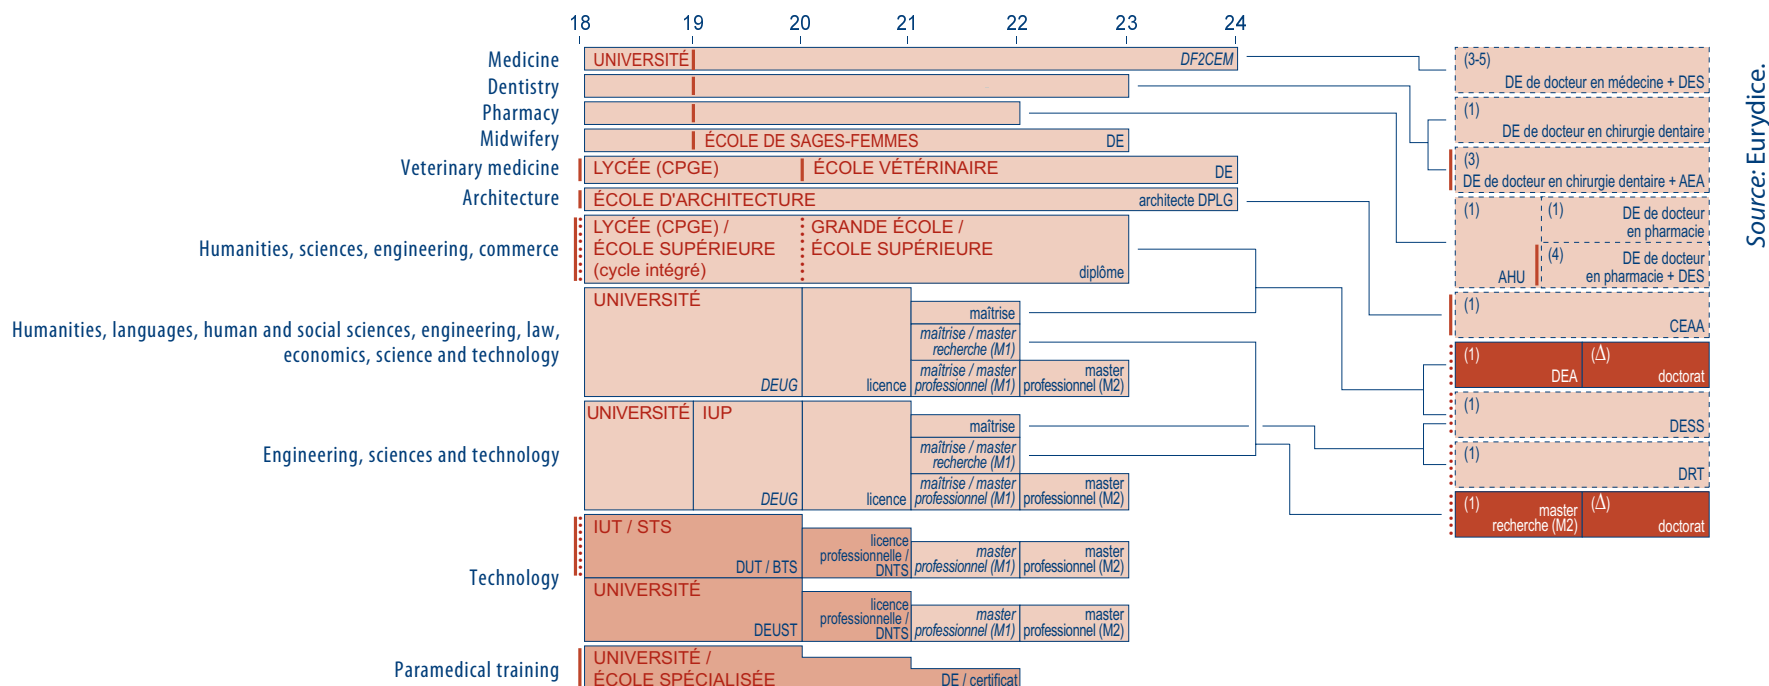 18 19 20 21 22 23 24
Medicine
UNIVERSITÉ
DF2CEM
Dentistry
Pharmacy
Midwifery
ÉCOLE DE SAGES-FEMMES
DE
Veterinary medicine
LYCÉE (CPGE)
ÉCOLE VÉTÉRINAIRE
DE
Architecture
ÉCOLE D'ARCHITECTURE
architecte DPLG
Humanities, sciences, engineering, commerce
LYCÉE (CPGE) /
ÉCOLE SUPÉRIEURE
(cycle intégré)
GRANDE ÉCOLE /
ÉCOLE SUPÉRIEURE
diplôme
Humanities, languages, human and social sciences, engineering, law,
economics, science and technology
UNIVERSITÉ
DEUG
licence
maîtrise
maîtrise / master
recherche (M1)
maîtrise / master
professionnel (M1)
master
professionnel (M2)
Engineering, sciences and technology
UNIVERSITÉ
IUP
DEUG
licence
maîtrise
maîtrise / master
recherche (M1)
maîtrise / master
professionnel (M1)
master
professionnel (M2)
Technology
IUT / STS
DUT / BTS
licence
professionnelle /
DNTS
master
professionnel (M1)
master
professionnel (M2)
UNIVERSITÉ
DEUST
licence
professionnelle /
DNTS
master
professionnel (M1)
master
professionnel (M2)
Paramedical training
UNIVERSITÉ /
ÉCOLE SPÉCIALISÉE
DE / certificat
(3-5)
DE de docteur en médecine + DES
(1)
DE de docteur en chirurgie dentaire
(3)
DE de docteur en chirurgie dentaire + AEA
(1)
AHU
(1)
DE de docteur
en pharmacie
(4)
DE de docteur
en pharmacie + DES
(1)
CEAA
(1)
DEA
(Δ)
doctorat
(1)
DESS
(1)
DRT
(1)
master
recherche (M2)
(Δ)
doctorat
Source: Eurydice.